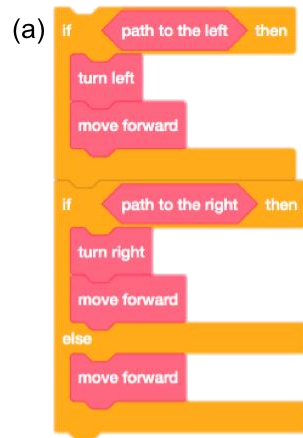 (a)
if path to the left then
turn left
move forward
if path to the right then
turn right
move forward
else
move forward